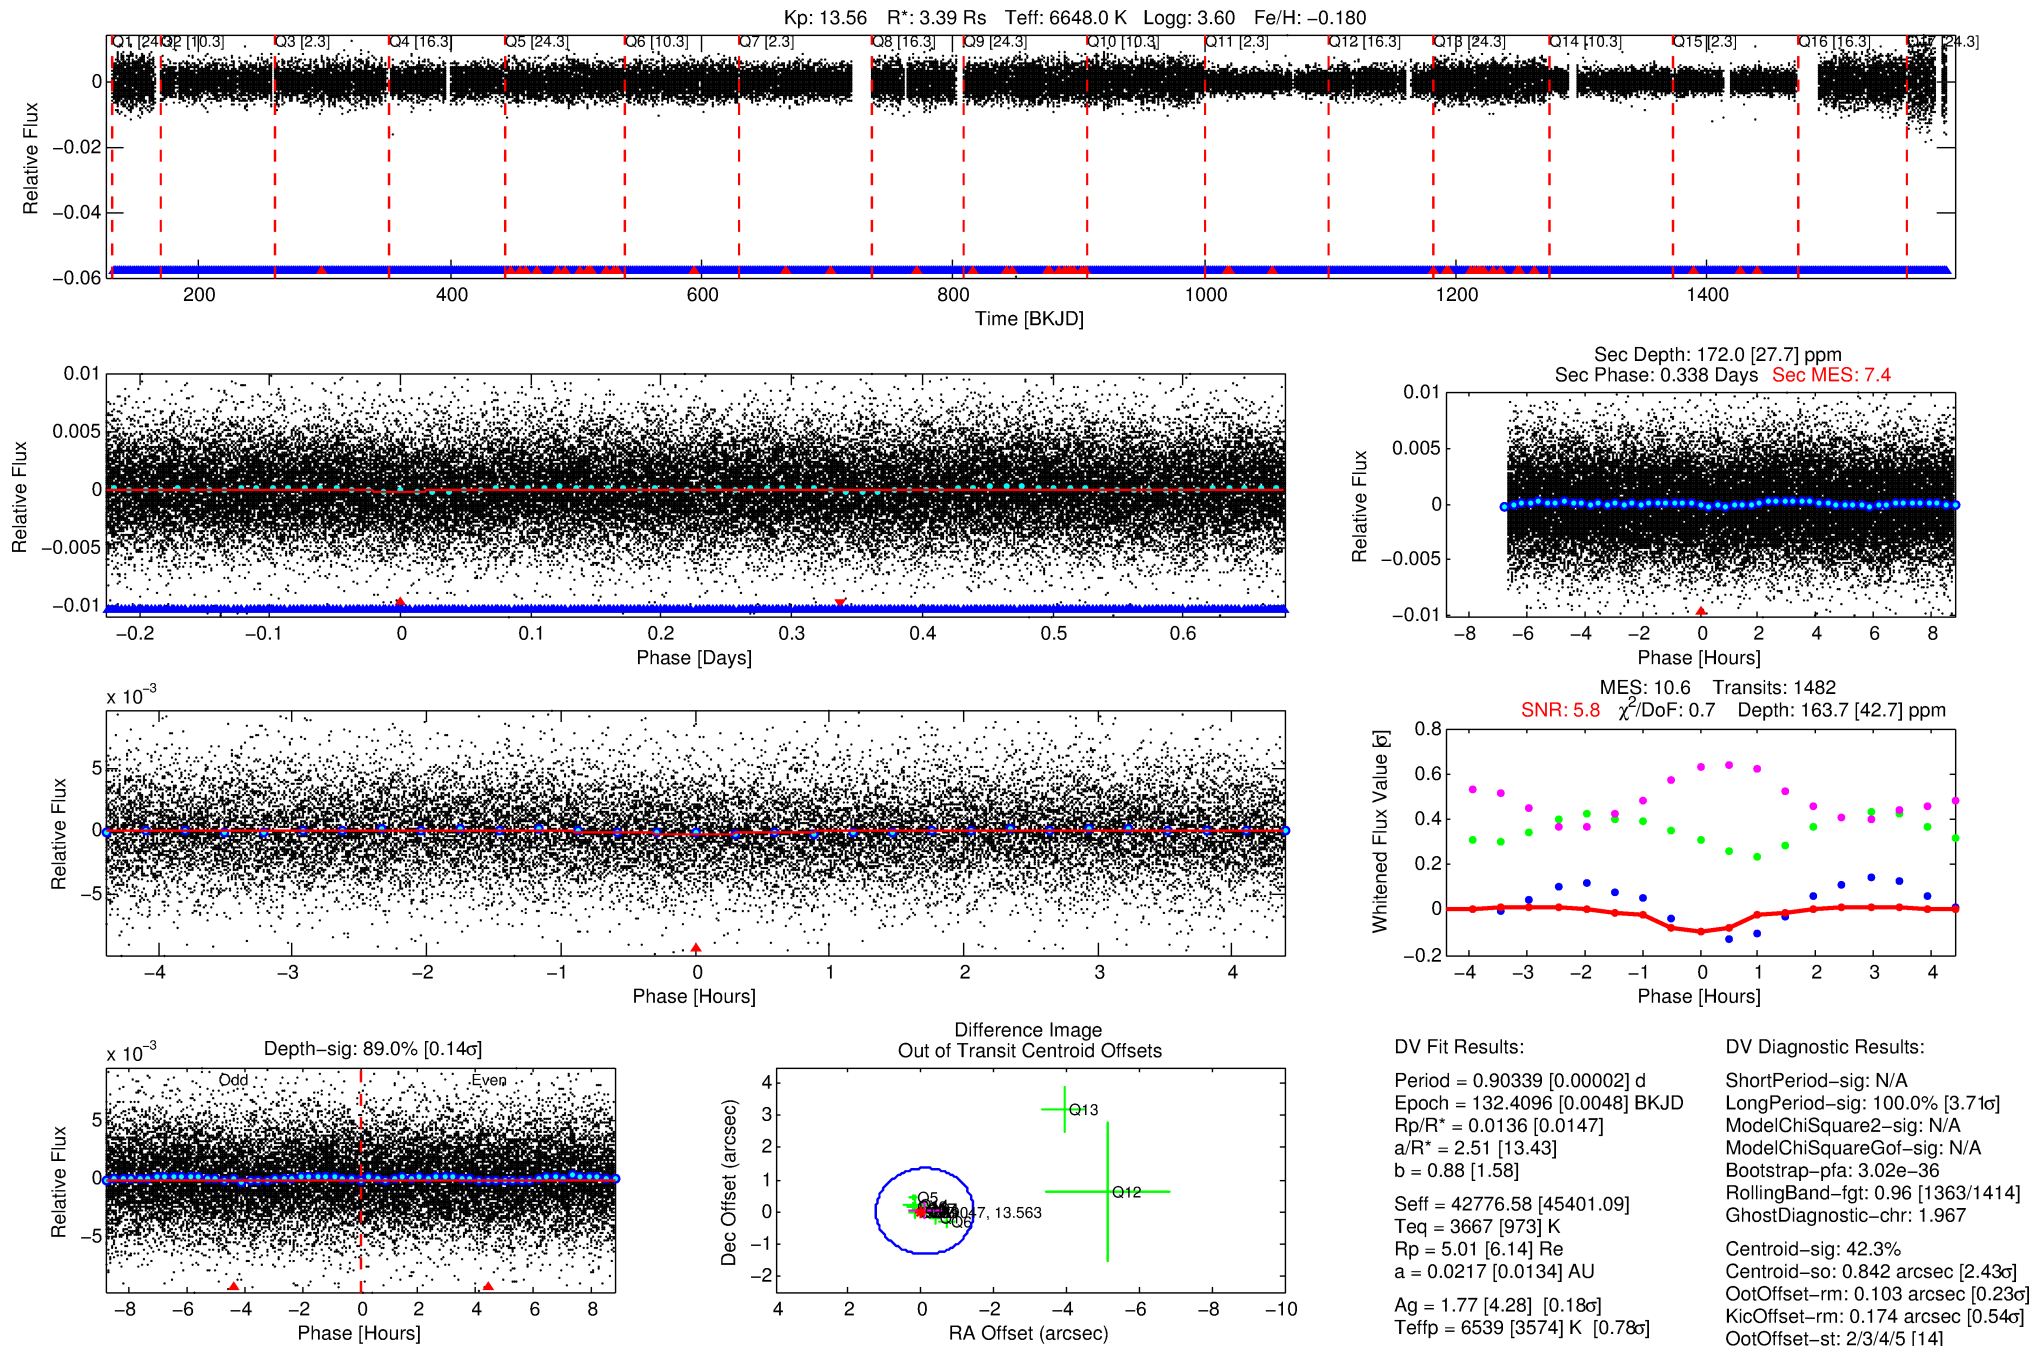 Kp: 13.56 R*: 3.39 Rs Teff: 6648.0 K Logg: 3.60 Fe/H: −0.180
Q3 [2.3] Q4 [16.3] Q5 [24.3] Q6 [10.3] Q7 [2.3] Q8 [16.3] Q9 [24.3] Q10 [10.3] Q11 [2.3] Q12 [16.3] Q13 [24.3] Q14 [10.3] Q15 [2.3] Q16 [16.3]
Relative Flux
0
−0.02
−0.04
−0.06
200 400 600 800 1000 1200 1400
Time [BKJD]
Relative Flux
0.01
0.005
0
−0.005
−0.01
−0.2 −0.1 0 0.1 0.2 0.3 0.4 0.5 0.6
Phase [Days]
Sec Depth: 172.0 [27.7] ppm
Sec Phase: 0.338 Days Sec MES: 7.4
Relative Flux
0.01
0.005
0
−0.005
−0.01
−8 −6 −4 −2 0 2 4 6 8
Phase [Hours]
x 10−3
Relative Flux
5
0
−5
−4 −3 −2 −1 0 1 2 3 4
Phase [Hours]
MES: 10.6 Transits: 1482
SNR: 5.8 χ2/DoF: 0.7 Depth: 163.7 [42.7] ppm
Whitened Flux Value [σ]
0.8
0.6
0.4
0.2
0
−0.2
−4 −3 −2 −1 0 1 2 3 4
Phase [Hours]
Depth−sig: 89.0% [0.14σ]
x 10−3
Odd Even
Relative Flux
5
0
−5
−8 −6 −4 −2 0 2 4 6 8
Phase [Hours]
Difference Image
Out of Transit Centroid Offsets
Dec Offset (arcsec)
4
3
2
1
0
−1
−2
Q13
Q12
Q5
Q6
047, 13.563
4 2 0 −2 −4 −6 −8 −10
RA Offset (arcsec)
DV Fit Results:
Period = 0.90339 [0.00002] d
Epoch = 132.4096 [0.0048] BKJD
Rp/R* = 0.0136 [0.0147]
a/R* = 2.51 [13.43]
b = 0.88 [1.58]
Seff = 42776.58 [45401.09]
Teq = 3667 [973] K
Rp = 5.01 [6.14] Re
a = 0.0217 [0.0134] AU
Ag = 1.77 [4.28] [0.18σ]
Teffp = 6539 [3574] K [0.78σ]
DV Diagnostic Results:
ShortPeriod−sig: N/A
LongPeriod−sig: 100.0% [3.71σ]
ModelChiSquare2−sig: N/A
ModelChiSquareGof−sig: N/A
Bootstrap−pfa: 3.02e−36
RollingBand−fgt: 0.96 [1363/1414]
GhostDiagnostic−chr: 1.967
Centroid−sig: 42.3%
Centroid−so: 0.842 arcsec [2.43σ]
OotOffset−rm: 0.103 arcsec [0.23σ]
KicOffset−rm: 0.174 arcsec [0.54σ]
OotOffset−st: 2/3/4/5 [14]